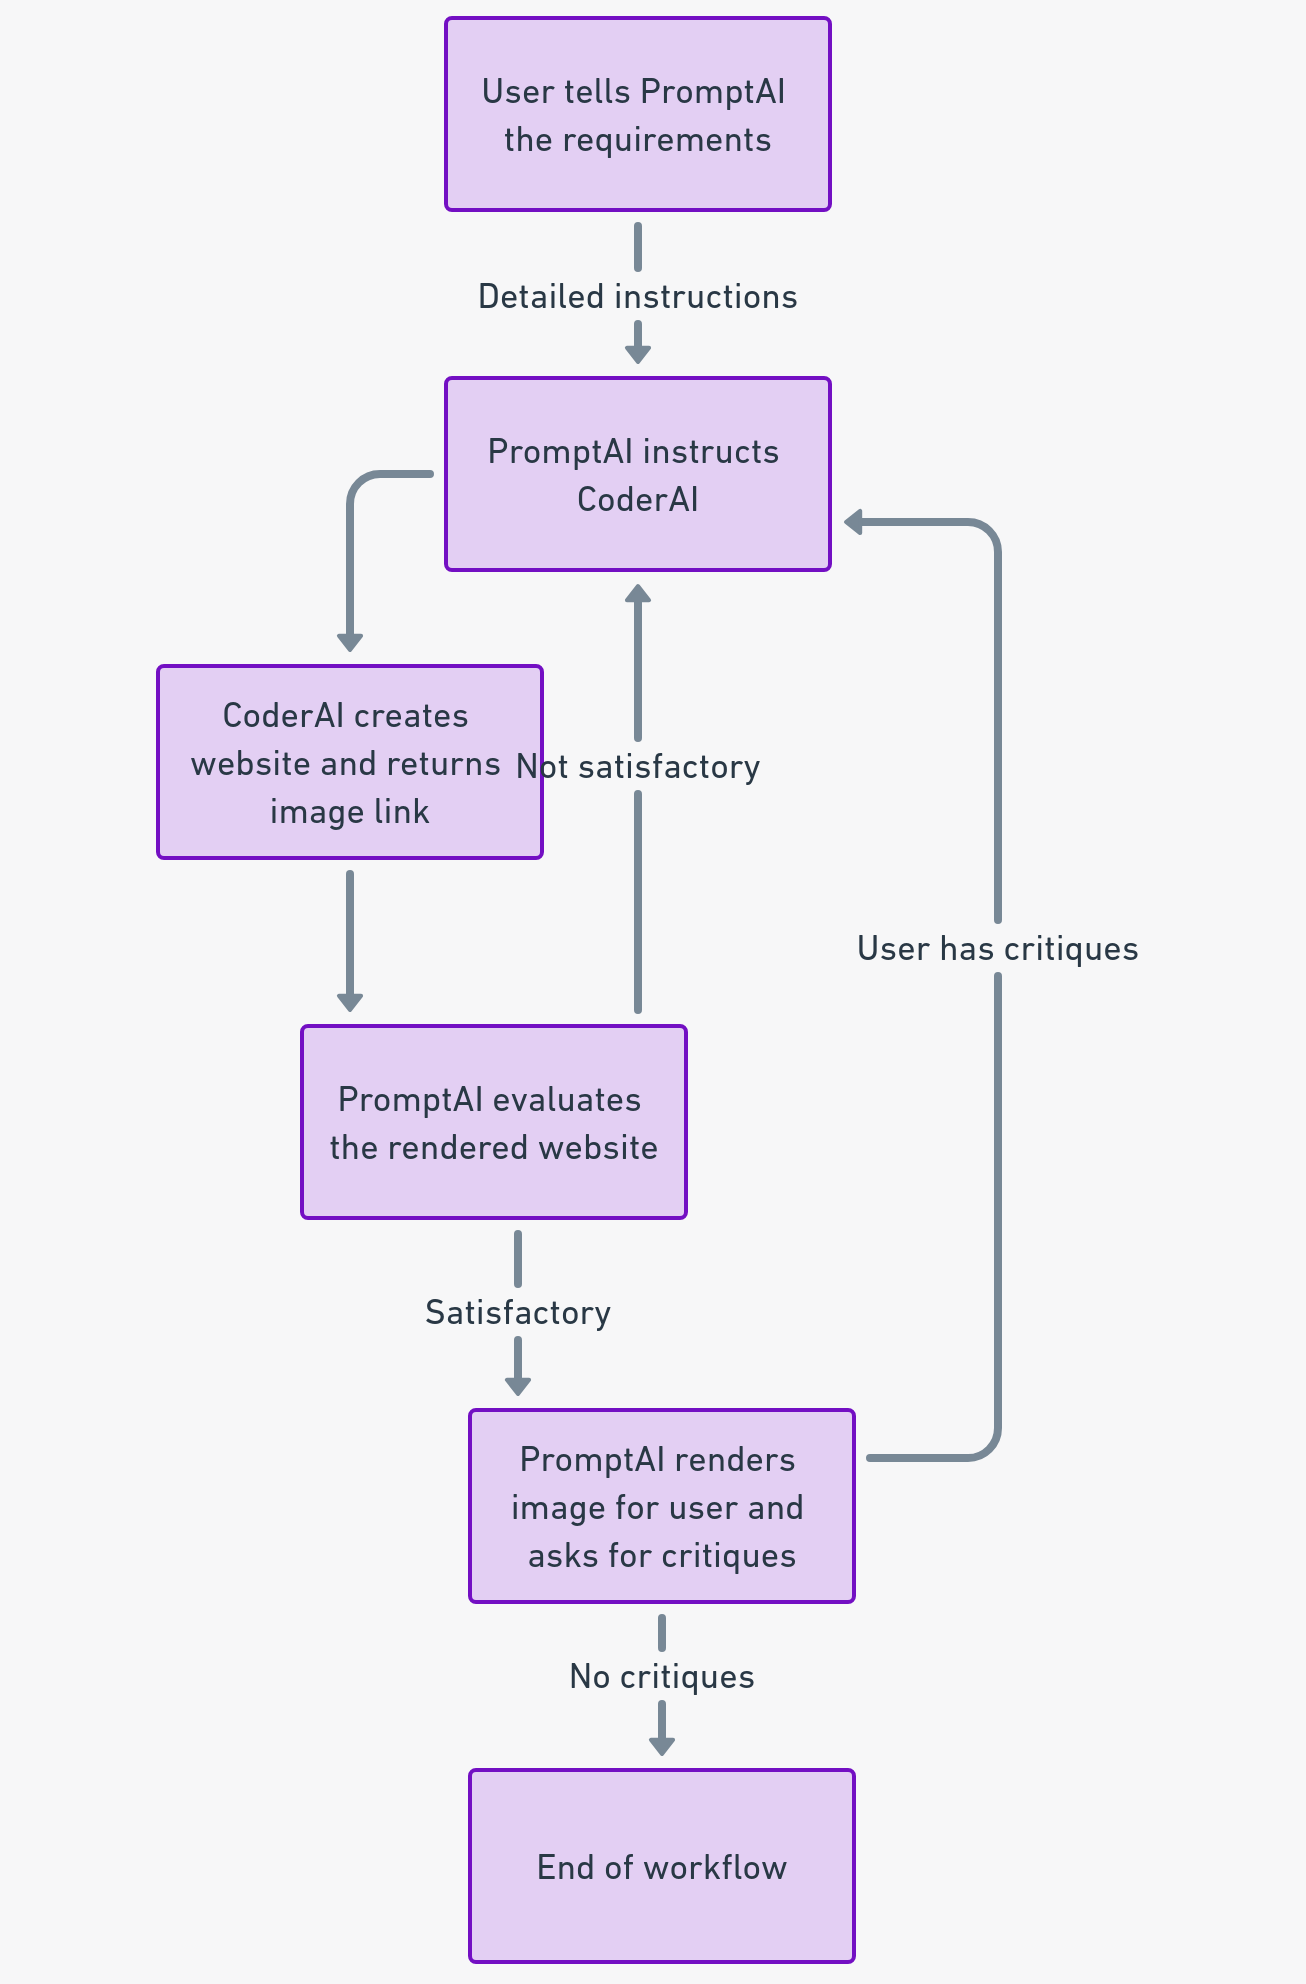 User tells PromptAI
the requirements
Detailed instructions
PromptAI instructs
CoderAI
CoderAI creates
website and returns
image link
Not satisfactory
User has critiques
PromptAI evaluates
the rendered website
Satisfactory
PromptAI renders
image for user and
asks for critiques
No critiques
End of workflow